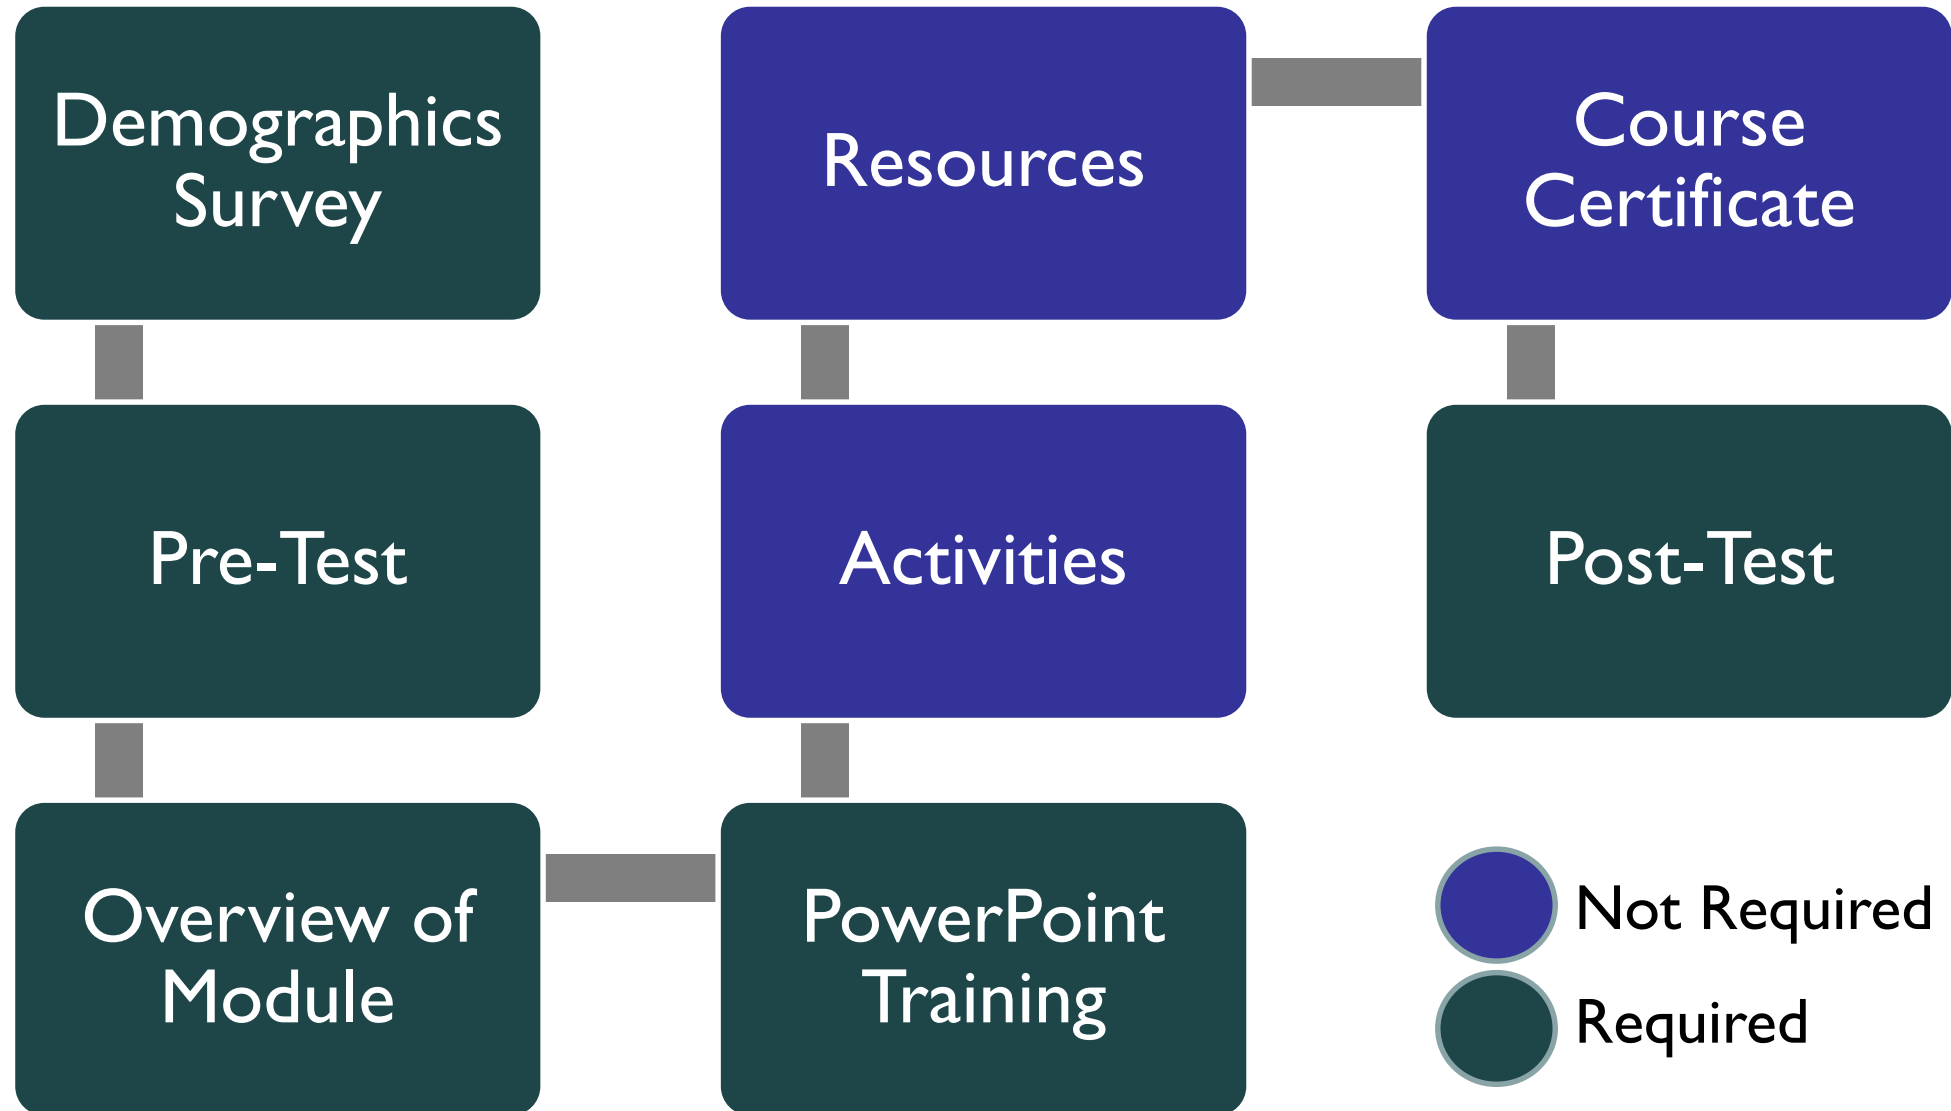 Demographics
Survey
Pre-Test
Overview of
Module
PowerPoint
Training
Activities
Resources
Course
Certificate
Post-Test
Not Required
Required